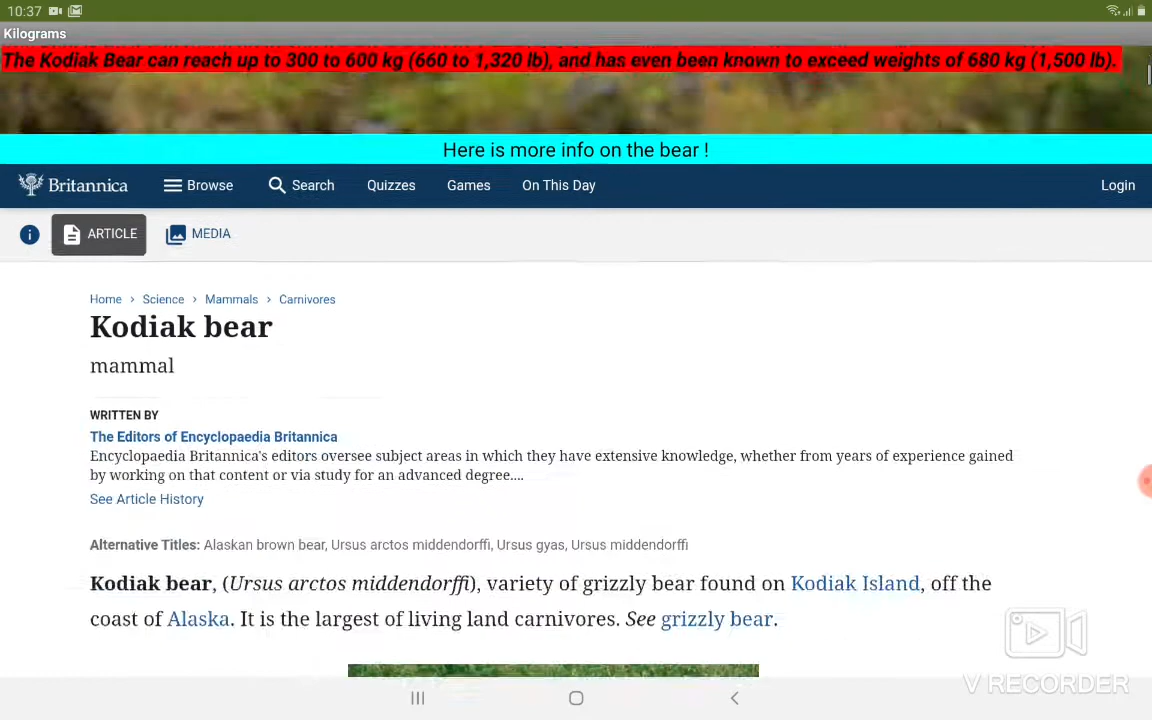 10:37
Kilograms
The Kodiak Bear can reach up to 300 to 600 kg (660 to 1,320 lb), and has even been known to exceed weights of 680 kg (1,500 lb).
Here is more info on the bear !
Britannica Browse Search Quizzes Games On This Day Login
ARTICLE MEDIA
Home > Science > Mammals > Carnivores
Kodiak bear
mammal
WRITTEN BY
The Editors of Encyclopaedia Britannica
Encyclopaedia Britannica's editors oversee subject areas in which they have extensive knowledge, whether from years of experience gained
by working on that content or via study for an advanced degree....
See Article History
Alternative Titles: Alaskan brown bear, Ursus arctos middendorffi, Ursus gyas, Ursus middendorffi
Kodiak bear, (Ursus arctos middendorffi), variety of grizzly bear found on Kodiak Island, off the
coast of Alaska. It is the largest of living land carnivores. See grizzly bear.
V RECORDER